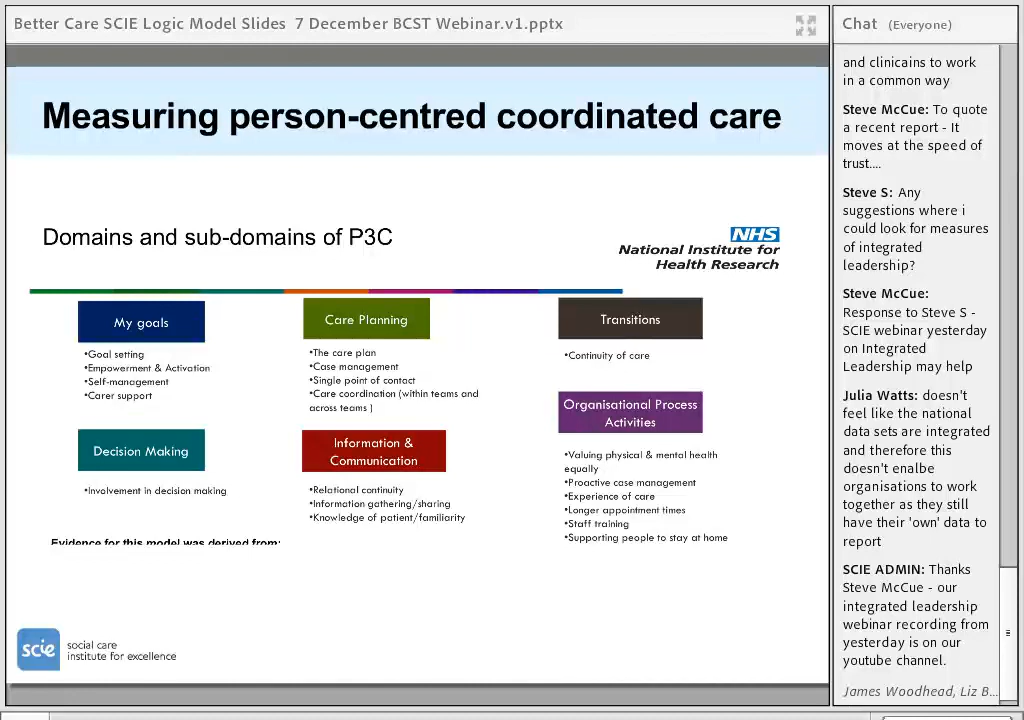 Better Care SCIE Logic Model Slides 7 December BCST Webinar.v1.pptx
Measuring person-centred coordinated care
Domains and sub-domains of P3C
NHS
National Institute for
Health Research
My goals
•Goal setting
•Empowerment & Activation
•Self-management
•Carer support
Decision Making
•Involvement in decision making
Care Planning
•The care plan
•Case management
•Single point of contact
•Care coordination (within teams and
across teams )
Information &
Communication
•Relational continuity
•Information gathering/sharing
•Knowledge of patient/familiarity
Transitions
•Continuity of care
Organisational Process
Activities
•Valuing physical & mental health
equally
•Proactive case management
•Experience of care
•Longer appointment times
•Staff training
•Supporting people to stay at home
Evidence for this model was derived from:
scie
social care
institute for excellence
Chat (Everyone)
and clinicains to work
in a common way
Steve McCue: To quote
a recent report - It
moves at the speed of
trust....
Steve S: Any
suggestions where i
could look for measures
of integrated
leadership?
Steve McCue:
Response to Steve S -
SCIE webinar yesterday
on Integrated
Leadership may help
Julia Watts: doesn't
feel like the national
data sets are integrated
and therefore this
doesn't enalbe
organisations to work
together as they still
have their 'own' data to
report
SCIE ADMIN: Thanks
Steve McCue - our
integrated leadership
webinar recording from
yesterday is on our
youtube channel.
James Woodhead, Liz B...